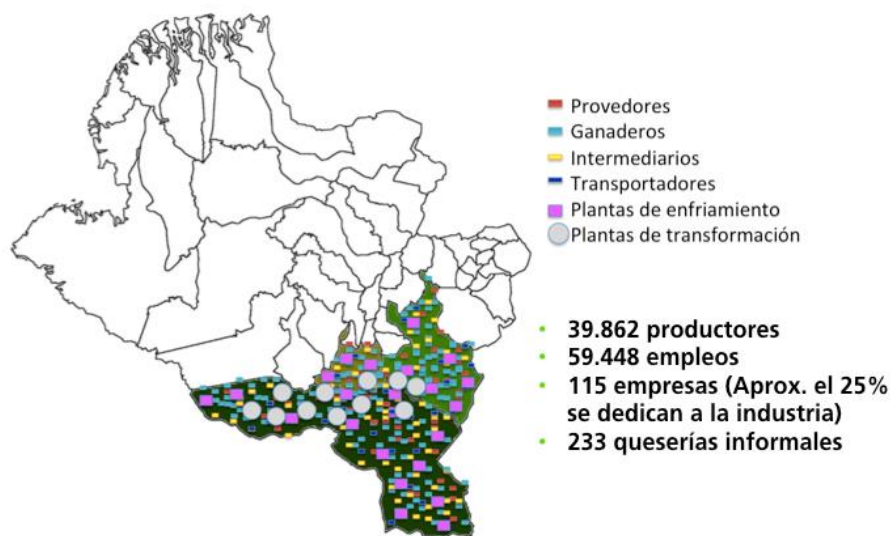 Provedores
Ganaderos
Intermediarios
Transportadores
Plantas de enfriamiento
Plantas de transformación
• 39.862 productores
• 59.448 empleos
• 115 empresas (Aprox. el 25%
se dedican a la industria)
• 233 queserías informales